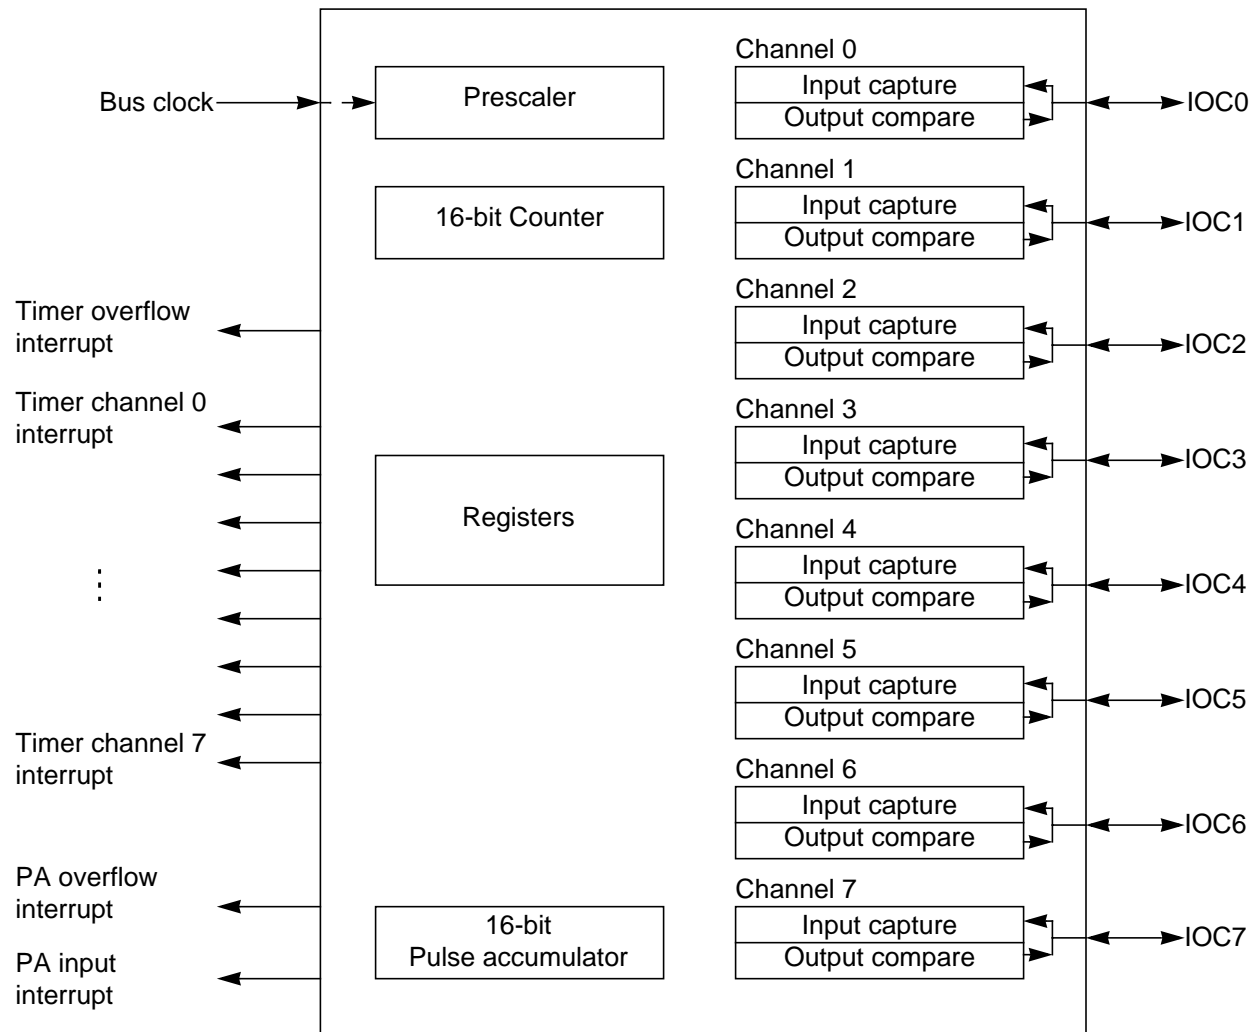 Bus clock
Timer overflow
interrupt
Timer channel 0
interrupt
Timer channel 7
interrupt
PA overflow
interrupt
PA input
interrupt
Prescaler
16-bit Counter
Registers
16-bit
Pulse accumulator
Channel 0
Input capture
Output compare
IOC0
Channel 1
Input capture
Output compare
IOC1
Channel 2
Input capture
Output compare
IOC2
Channel 3
Input capture
Output compare
IOC3
Channel 4
Input capture
Output compare
IOC4
Channel 5
Input capture
Output compare
IOC5
Channel 6
Input capture
Output compare
IOC6
Channel 7
Input capture
Output compare
IOC7